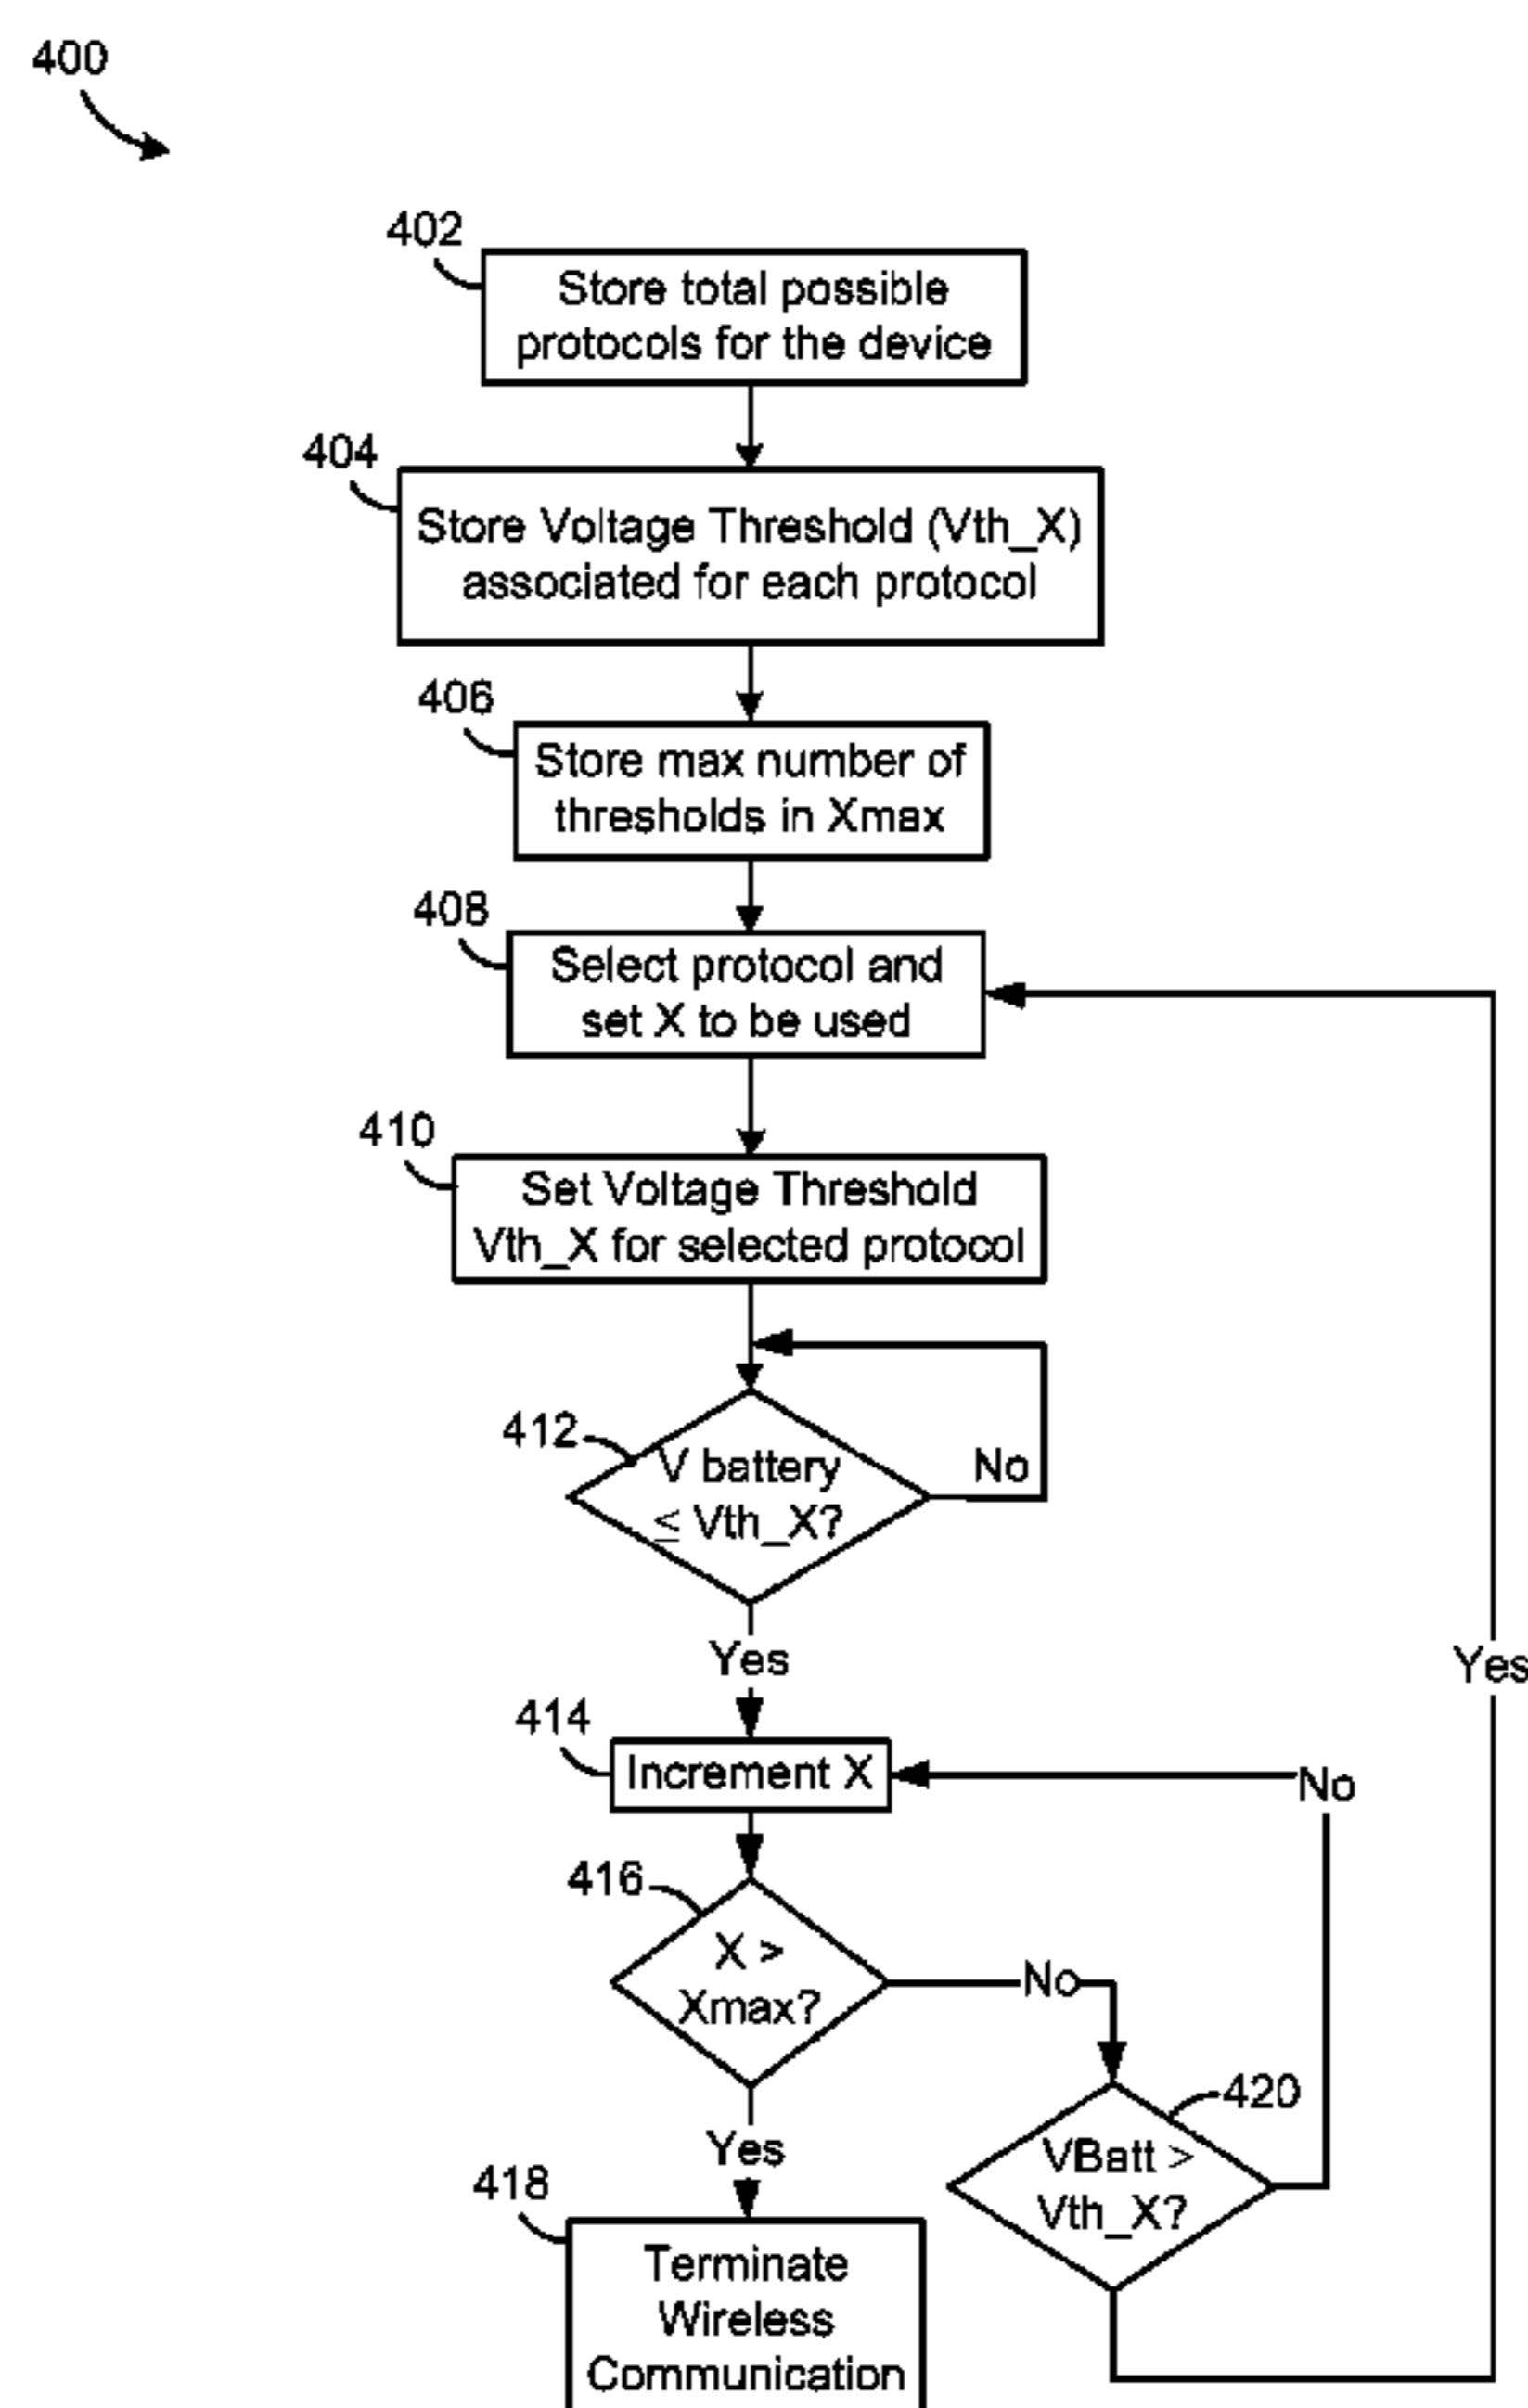 400
402
Store total possible
protocols for the device
404
Store Voltage Threshold (Vth_X)
associated for each protocol
406
Store max number of
thresholds in Xmax
408
Select protocol and
set X to be used
410
Set Voltage Threshold
Vth_X for selected protocol
412
V battery
≤ Vth_X?
No
Yes
Yes
414
Increment X
No
416
X >
Xmax?
No
420
VBatt >
Vth_X?
Yes
418
Terminate
Wireless
Communication